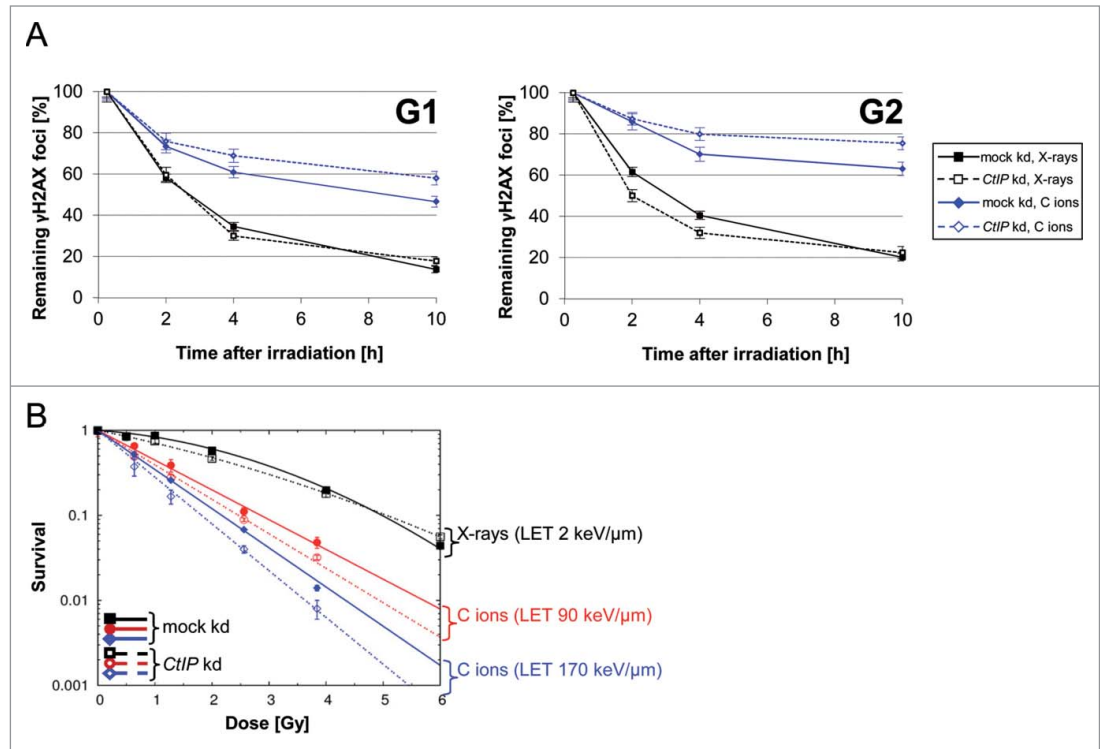 A
G1
Remaining γH2AX foci [%]
100
80
60
40
20
0
0 2 4 6 8 10
Time after irradiation [h]
G2
Remaining γH2AX foci [%]
100
80
60
40
20
0
0 2 4 6 8 10
Time after irradiation [h]
mock kd, X-rays
CtIP kd, X-rays
mock kd, C ions
CtIP kd, C ions
B
Survival
1
0.1
0.01
0.001
0 1 2 3 4 5 6
Dose [Gy]
mock kd
CtIP kd
X-rays (LET 2 keV/µm)
C ions (LET 90 keV/µm)
C ions (LET 170 keV/µm)